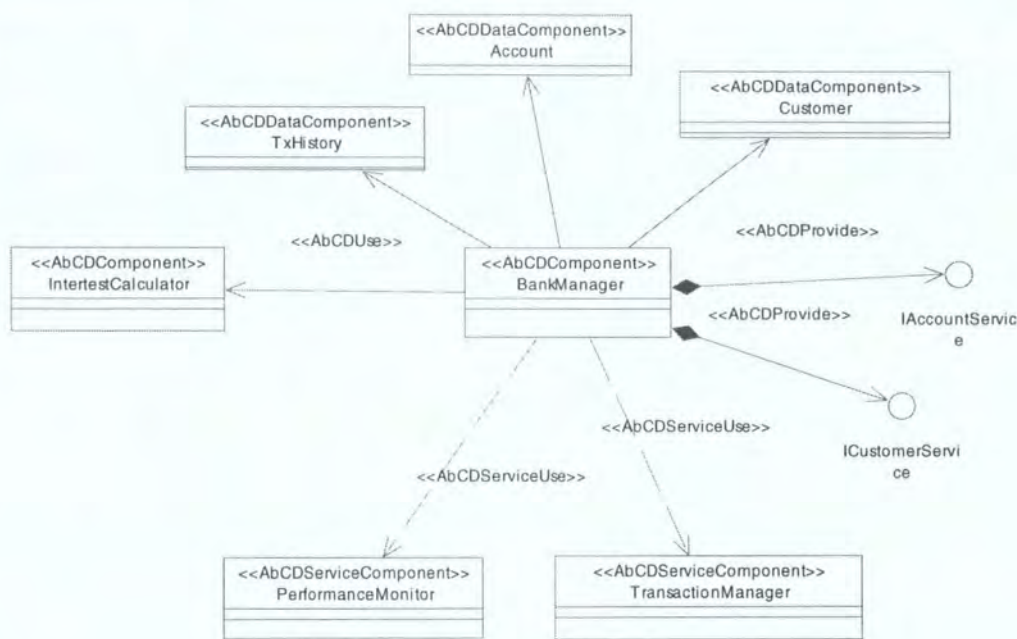 <<AbCDDataComponent>>
Account
<<AbCDDataComponent>>
Customer
<<AbCDDataComponent>>
TxHistory
<<AbCDProvide>>
<<AbCDUse>>
<<AbCDComponent>>
IntertestCalculator
<<AbCDComponent>>
BankManager
<<AbCDProvide>>
IAccountServic
e
<<AbCDServiceUse>>
ICustomerServi
ce
<<AbCDServiceUse>>
<<AbCDServiceComponent>>
PerformanceMonitor
<<AbCDServiceComponent>>
TransactionManager